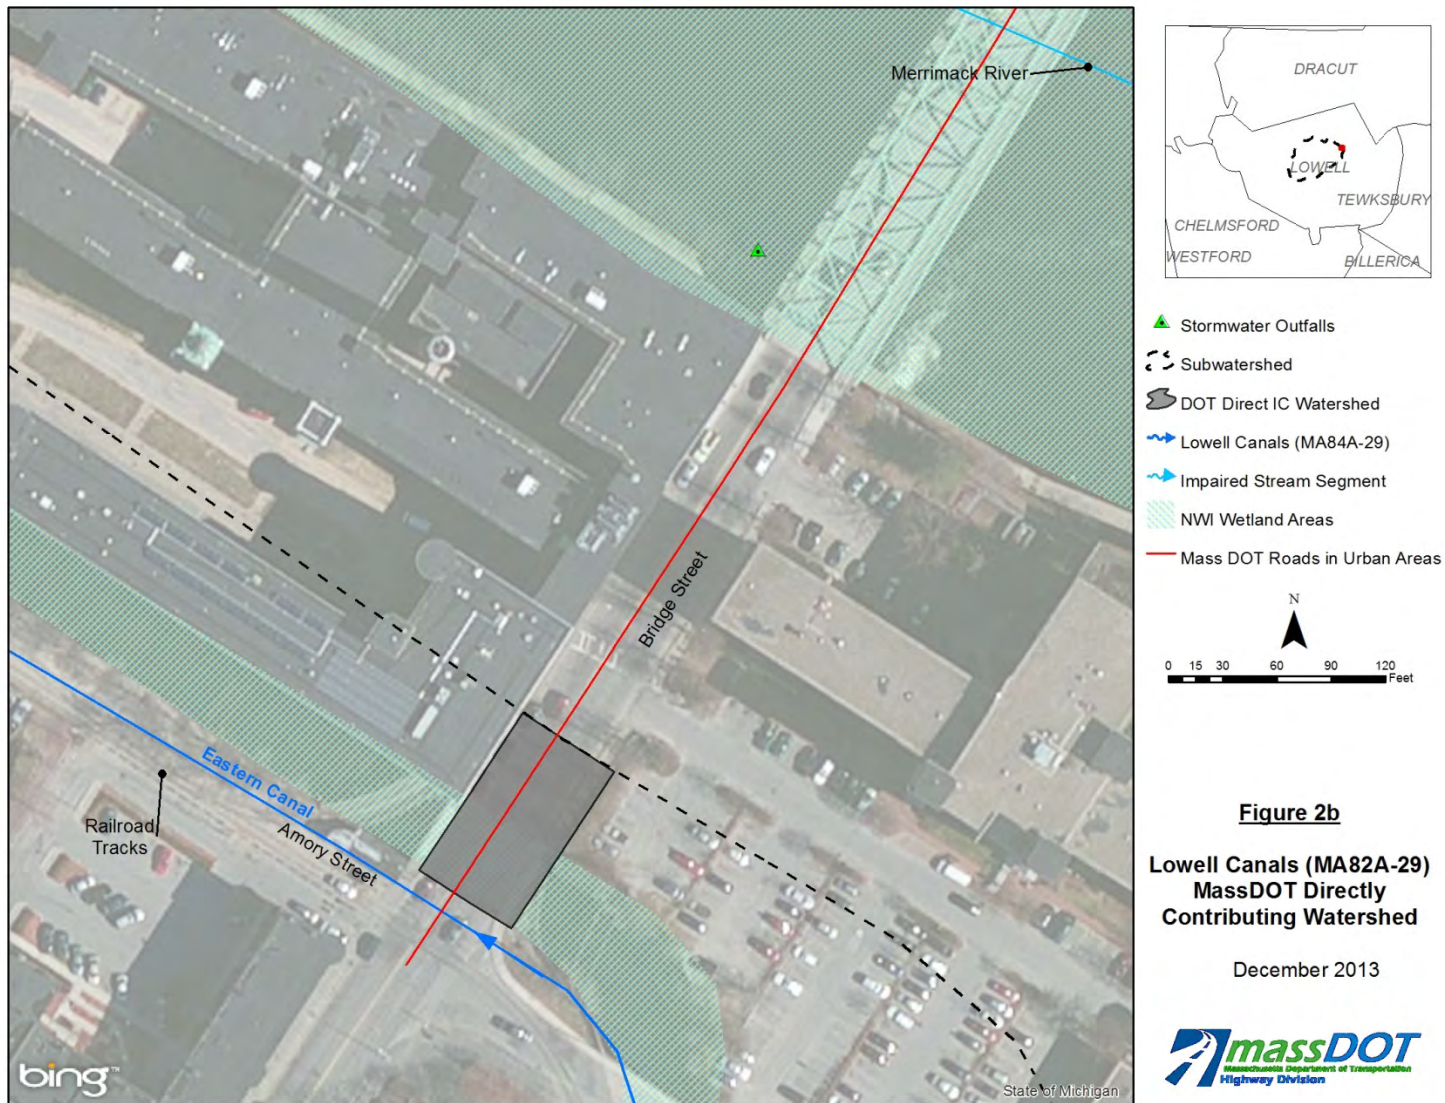 Merrimack River
Bridge Street
Eastern Canal
Amory Street
Railroad
Tracks
bing™
State of Michigan
DRACUT
LOWELL
TEWKSBURY
CHELMSFORD
WESTFORD
BILLERICA
Stormwater Outfalls
Subwatershed
DOT Direct IC Watershed
Lowell Canals (MA84A-29)
Impaired Stream Segment
NWI Wetland Areas
Mass DOT Roads in Urban Areas
N
0 15 30 60 90 120
Feet
Figure 2b
Lowell Canals (MA82A-29)
MassDOT Directly
Contributing Watershed
December 2013
massDOT
Massachusetts Department of Transportation
Highway Division